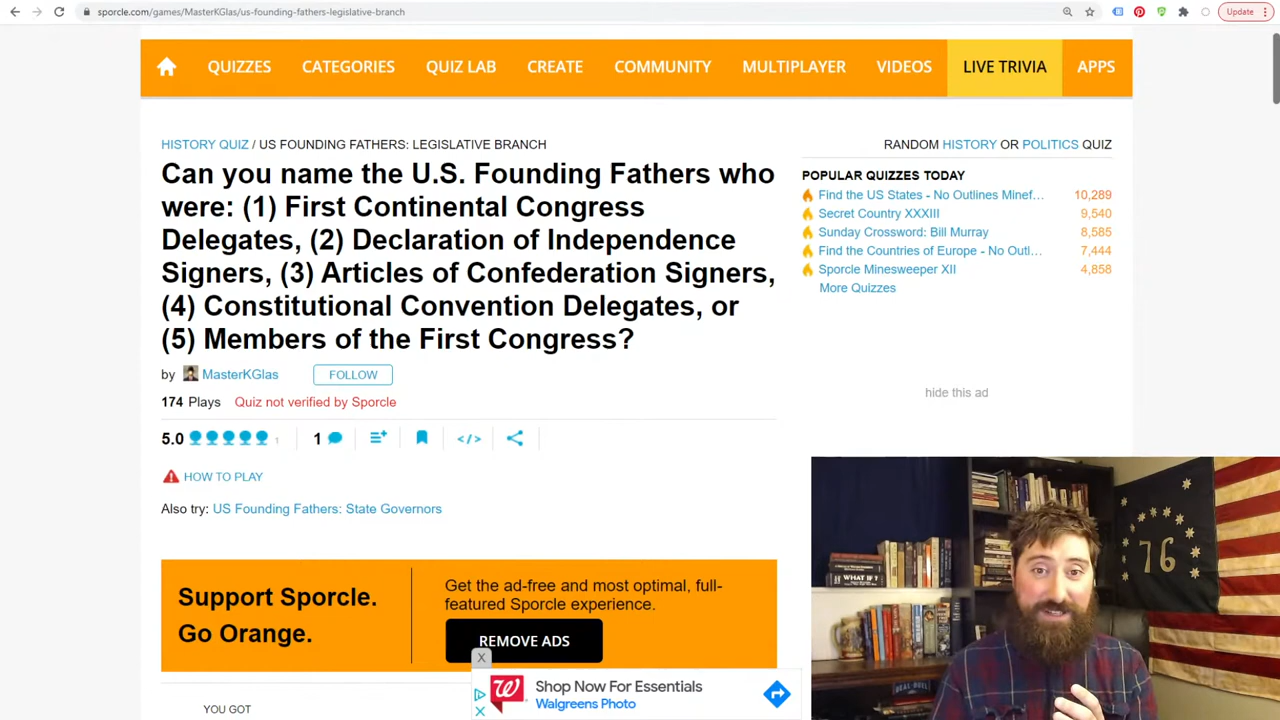 sporcle.com/games/MasterKGlas/us-founding-fathers-legislative-branch
Update
QUIZZES CATEGORIES QUIZ LAB CREATE COMMUNITY MULTIPLAYER VIDEOS LIVE TRIVIA APPS
HISTORY QUIZ / US FOUNDING FATHERS: LEGISLATIVE BRANCH
Can you name the U.S. Founding Fathers who
were: (1) First Continental Congress
Delegates, (2) Declaration of Independence
Signers, (3) Articles of Confederation Signers,
(4) Constitutional Convention Delegates, or
(5) Members of the First Congress?
by MasterKGlas FOLLOW
174 Plays Quiz not verified by Sporcle
5.0 1 1 </>
HOW TO PLAY
Also try: US Founding Fathers: State Governors
Support Sporcle.
Go Orange.
Get the ad-free and most optimal, full-
featured Sporcle experience.
REMOVE ADS
YOU GOT
RANDOM HISTORY OR POLITICS QUIZ
POPULAR QUIZZES TODAY
Find the US States - No Outlines Minef... 10,289
Secret Country XXXIII 9,540
Sunday Crossword: Bill Murray 8,585
Find the Countries of Europe - No Outl... 7,444
Sporcle Minesweeper XII 4,858
More Quizzes
hide this ad
X
Shop Now For Essentials
Walgreens Photo
WHAT IF?
76